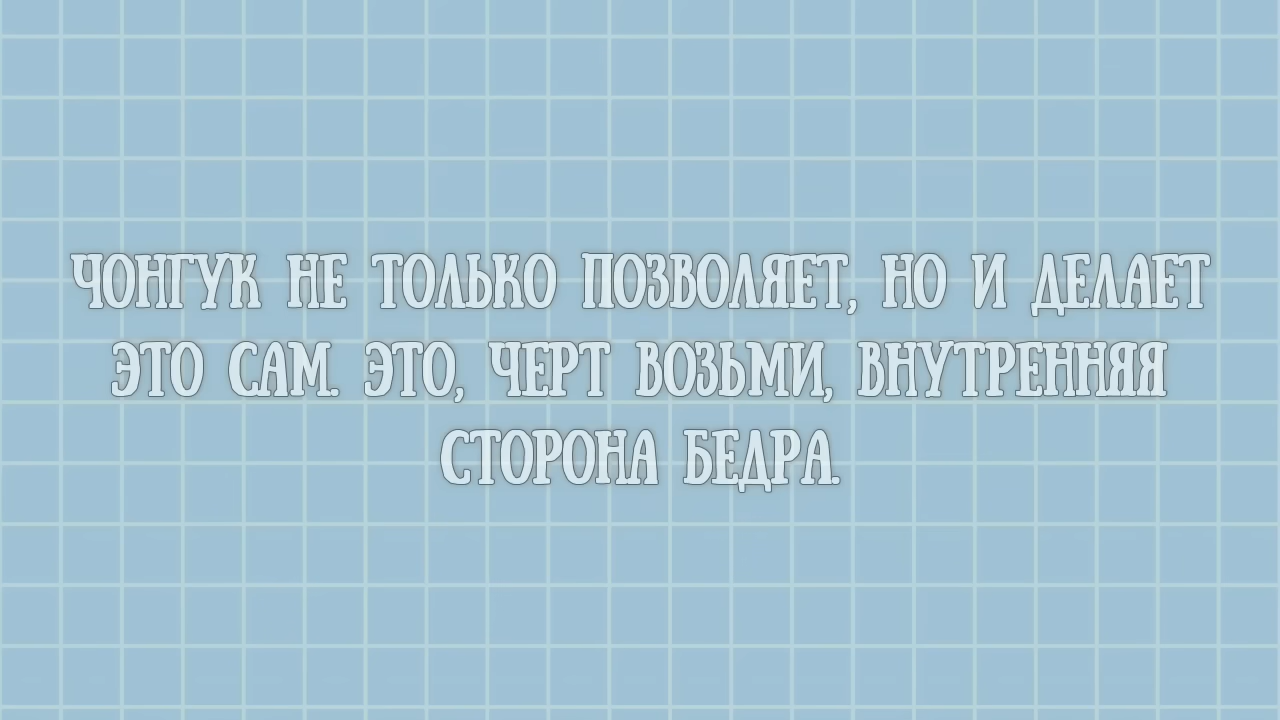 ЧОНГУК НЕ ТОЛЬКО ПОЗВОЛЯЕТ, НО И ДЕЛАЕТ
ЭТО САМ. ЭТО, ЧЕРТ ВОЗЬМИ, ВНУТРЕННЯЯ
СТОРОНА БЕДРА.